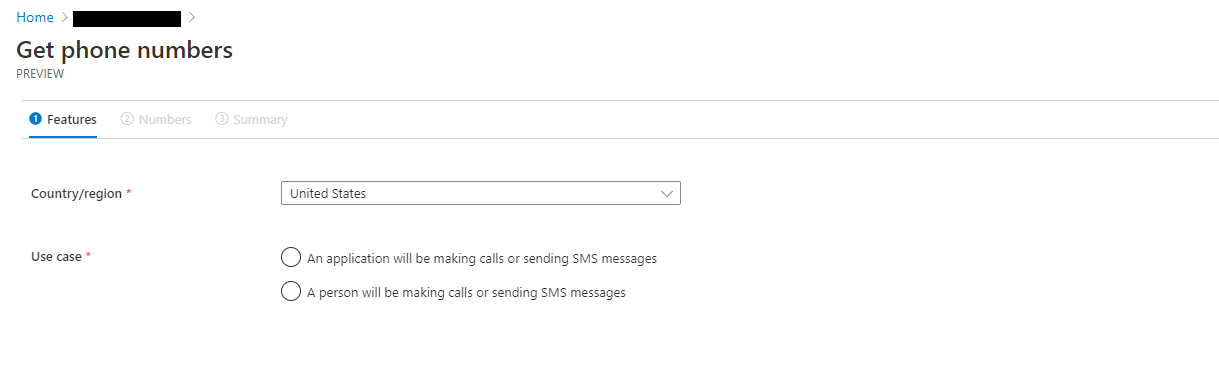 Home
Get phone numbers
PREVIEW
1 Features 2 Numbers 3 Summary
Country/region * United States
Use case * An application will be making calls or sending SMS messages
A person will be making calls or sending SMS messages